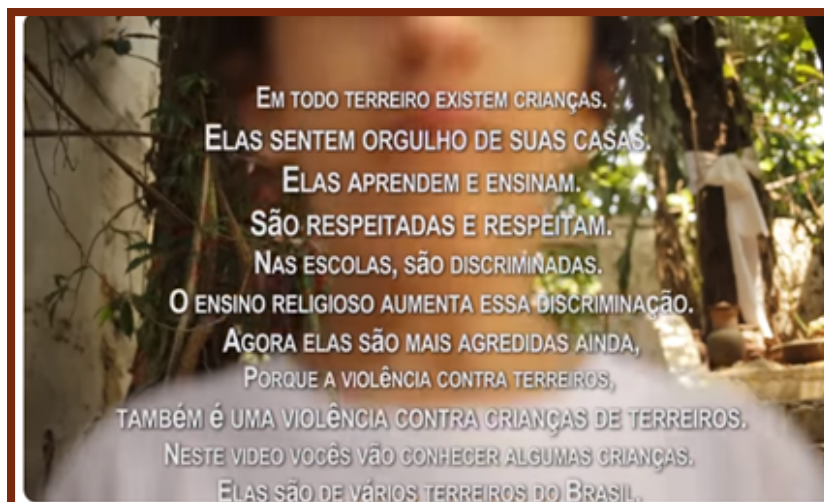 Em todo terreiro existem crianças.
Elas sentem orgulho de suas casas.
Elas aprendem e ensinam.
São respeitadas e respeitam.
Nas escolas, são discriminadas.
O ensino religioso aumenta essa discriminação.
Agora elas são mais agredidas ainda,
Porque a violência contra terreiros,
também é uma violência contra crianças de terreiros.
Neste video vocês vão conhecer algumas crianças.
Elas são de vários terreiros do Brasil.